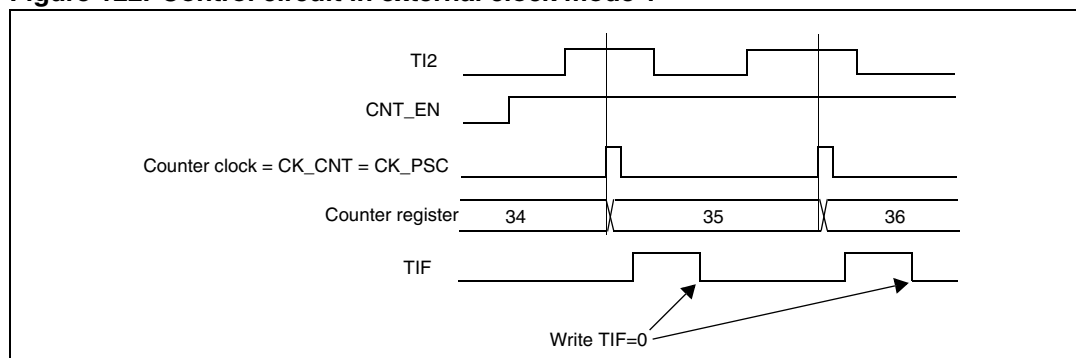 Figure 122. Control circuit in external clock mode 1
TI2
CNT_EN
Counter clock = CK_CNT = CK_PSC
Counter register 34 35 36
TIF
Write TIF=0